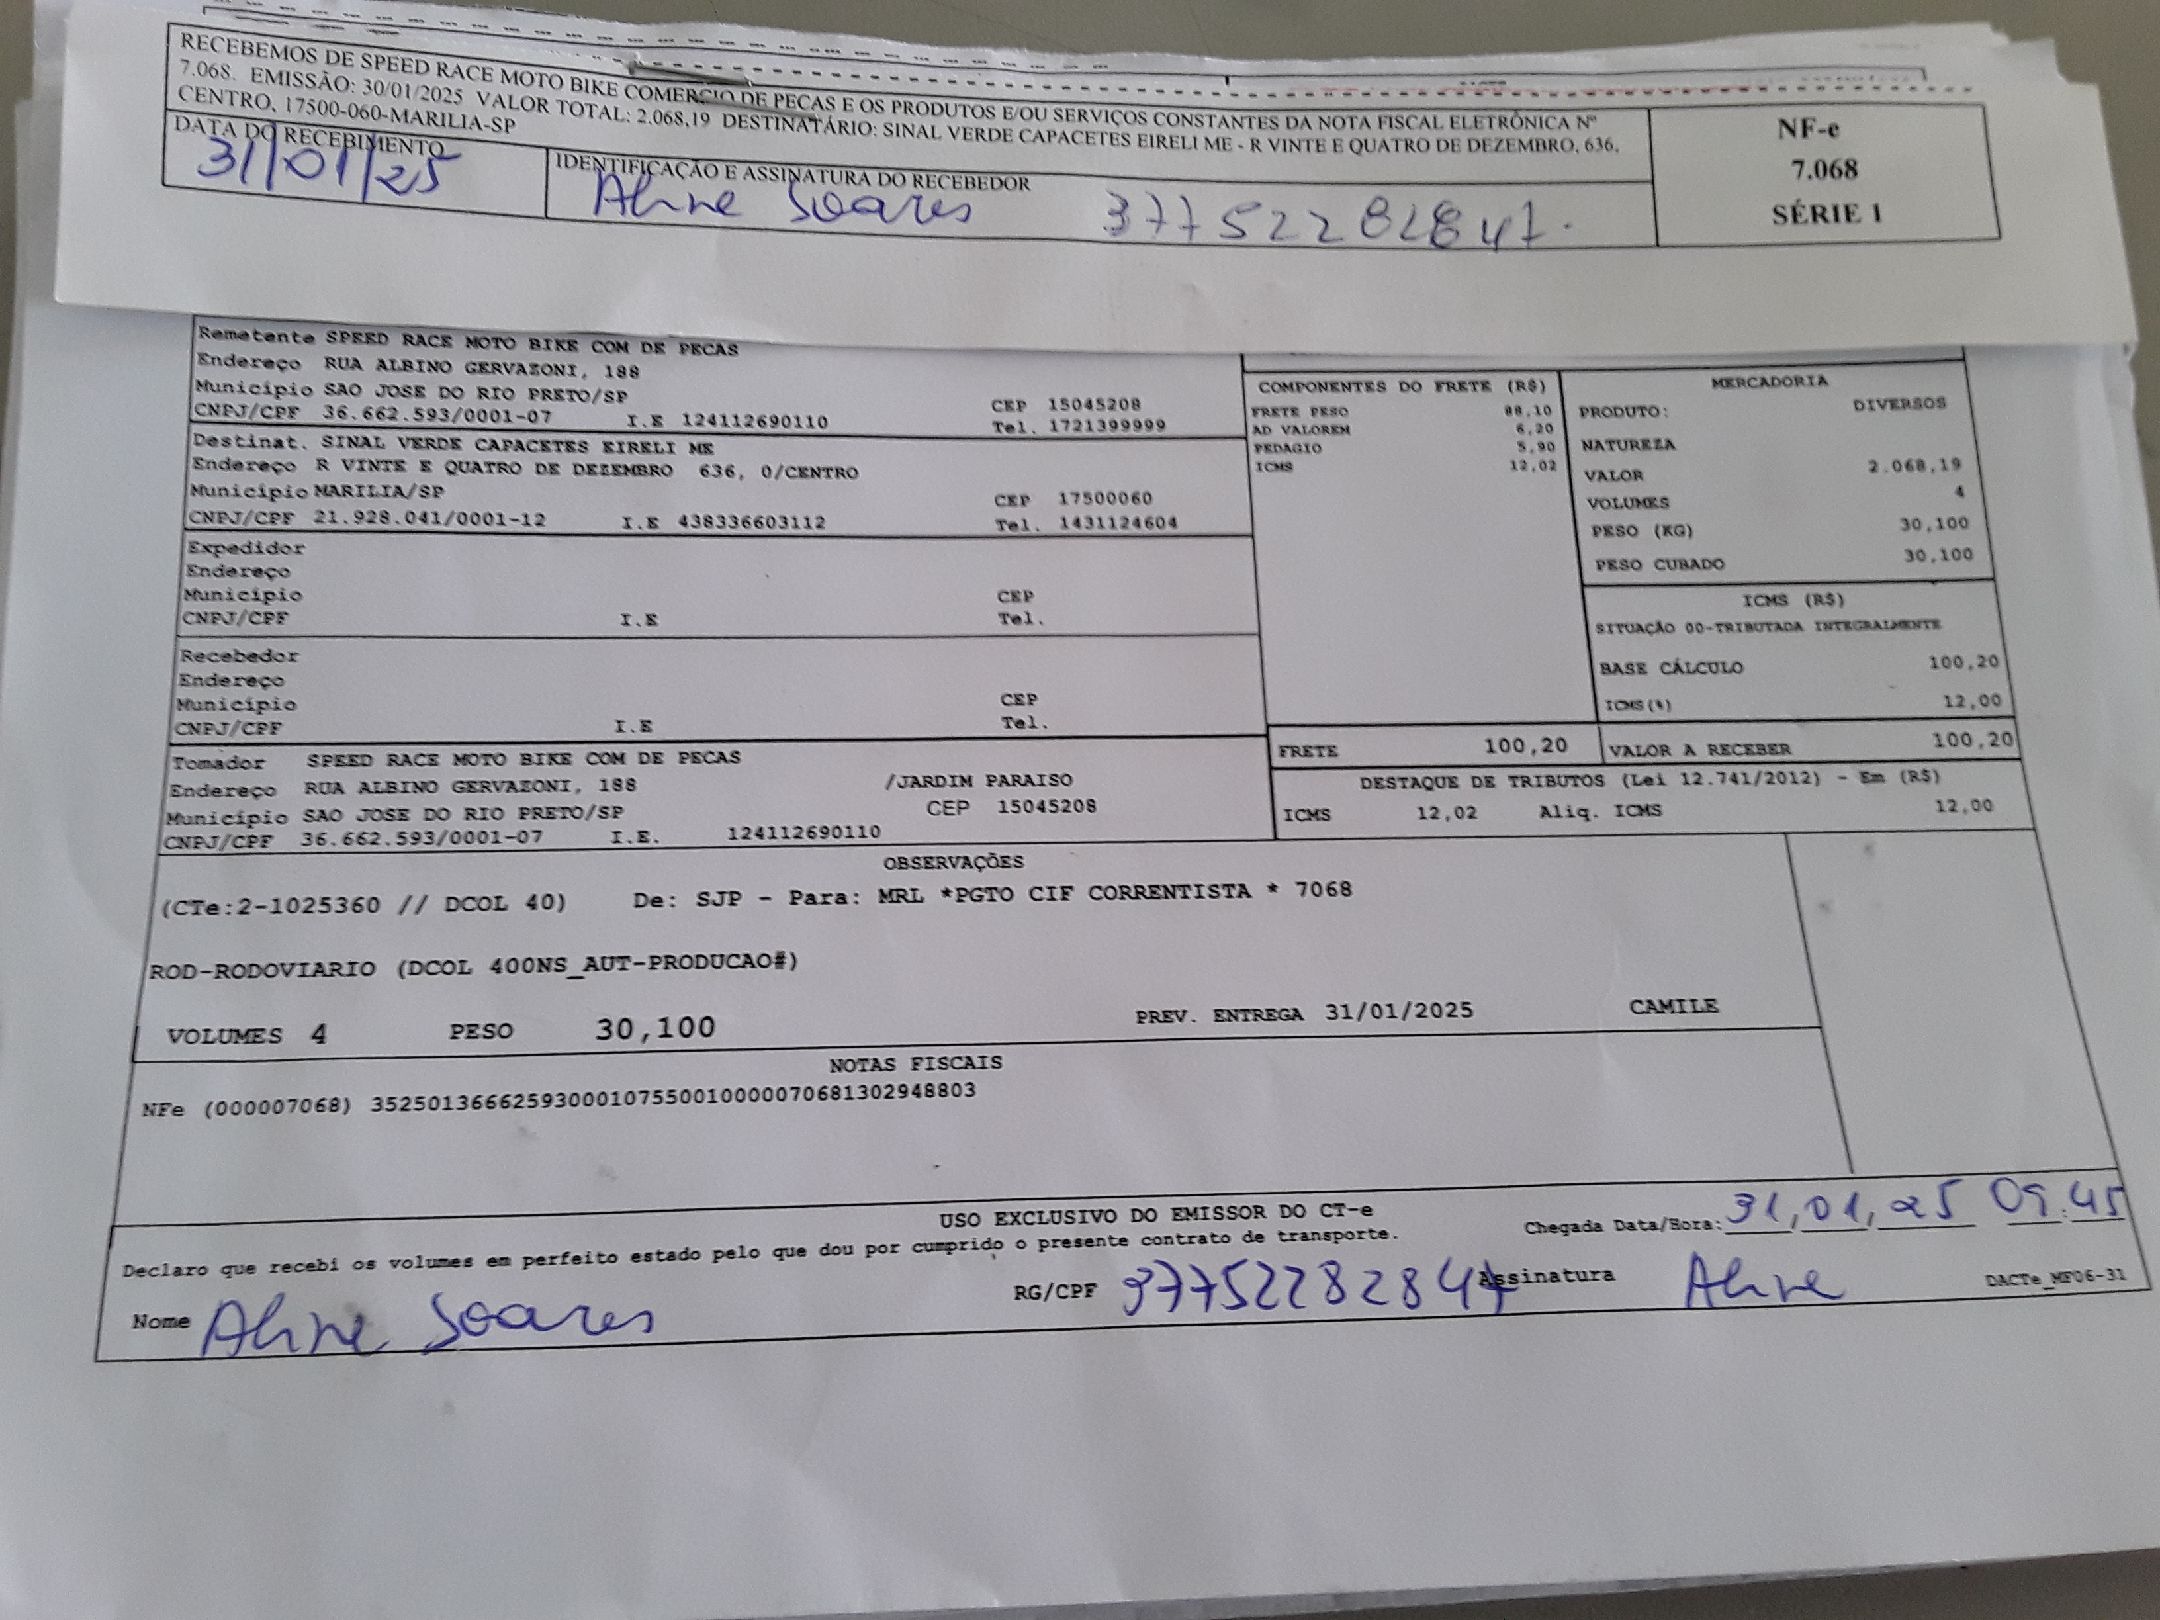 RECEBEMOS DE SPEED RACE MOTO BIKE COMERCIO DE PECAS E OS PRODUTOS E/OU SERVIÇOS CONSTANTES DA NOTA FISCAL ELETRÔNICA Nº
7.068. EMISSÃO: 30/01/2025 VALOR TOTAL: 2.068,19 DESTINATÁRIO: SINAL VERDE CAPACETES EIRELI ME - R VINTE E QUATRO DE DEZEMBRO, 636,
CENTRO, 17500-060-MARILIA-SP
NF-e
7.068
SÉRIE 1
DATA DO RECEBIMENTO
31/01/25
IDENTIFICAÇÃO E ASSINATURA DO RECEBEDOR
Aline Soares 37752282847.
Remetente SPEED RACE MOTO BIKE COM DE PECAS
Endereço RUA ALBINO GERVAZONI, 188
Município SAO JOSE DO RIO PRETO/SP
CEP 15045208
CNPJ/CPF 36.662.593/0001-07 I.E 124112690110 Tel. 1721399999
Destinat. SINAL VERDE CAPACETES EIRELI ME
Endereço R VINTE E QUATRO DE DEZEMBRO 636, 0/CENTRO
Município MARILIA/SP CEP 17500060
CNPJ/CPF 21.928.041/0001-12 I.E 438336603112 Tel. 1431124604
Expedidor
Endereço
Município CEP
CNPJ/CPF I.E Tel.
Recebedor
Endereço
Município CEP
CNPJ/CPF I.E Tel.
Tomador SPEED RACE MOTO BIKE COM DE PECAS
Endereço RUA ALBINO GERVAZONI, 188 /JARDIM PARAISO
Município SAO JOSE DO RIO PRETO/SP CEP 15045208
CNPJ/CPF 36.662.593/0001-07 I.E. 124112690110
COMPONENTES DO FRETE (R$)
FRETE PESO
AD VALOREM 6,20
PEDAGIO 5,90
ICMS 12,02
MERCADORIA
PRODUTO: DIVERSOS
NATUREZA
VALOR 2.068,19
VOLUMES 4
PESO (KG) 30,100
PESO CUBADO 30,100
ICMS (R$)
SITUAÇÃO 00-TRIBUTADA INTEGRALMENTE
BASE CÁLCULO 100,20
ICMS(%) 12,00
FRETE 100,20 VALOR A RECEBER 100,20
DESTAQUE DE TRIBUTOS (Lei 12.741/2012) - Em (R$)
ICMS 12,02 Aliq. ICMS 12,00
OBSERVAÇÕES
(CTe:2-1025360 // DCOL 40) De: SJP - Para: MRL *PGTO CIF CORRENTISTA * 7068
ROD-RODOVIARIO (DCOL 400NS_AUT-PRODUCAO#)
VOLUMES 4 PESO 30,100 PREV. ENTREGA 31/01/2025 CAMILE
NOTAS FISCAIS
NFe (000007068) 35250136662593000107550010000070681302948803
USO EXCLUSIVO DO EMISSOR DO CT-e
Chegada Data/Hora: 31,01,25 09:45
Declaro que recebi os volumes em perfeito estado pelo que dou por cumprido o presente contrato de transporte.
Nome Aline Soares RG/CPF 37752282847 Assinatura Aline DACTe_MF06-31